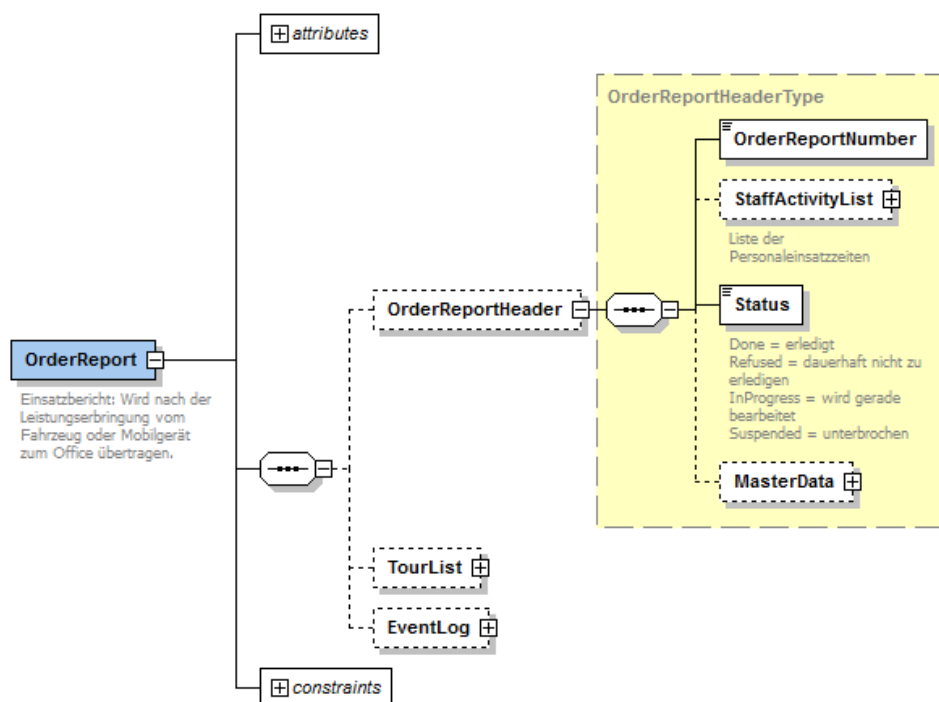 attributes
OrderReportHeaderType
OrderReportNumber
StaffActivityList
Liste der
Personaleinsatzzeiten
OrderReportHeader
Status
Done = erledigt
Refused = dauerhaft nicht zu
erledigen
InProgress = wird gerade
bearbeitet
Suspended = unterbrochen
OrderReport
Einsatzbericht: Wird nach der
Leistungserbringung vom
Fahrzeug oder Mobilgerät
zum Office übertragen.
MasterData
TourList
EventLog
constraints